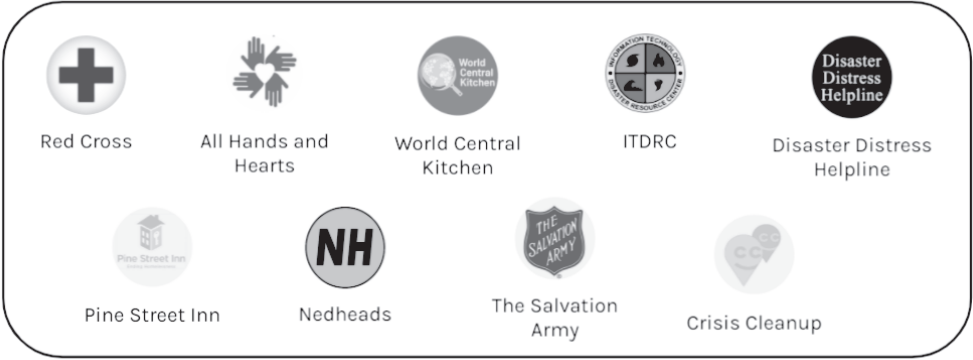 World
Central
Kitchen
INFORMATION TECHNOLOGY
DISASTER RESOURCE CENTER
Disaster
Distress
Helpline
Red Cross
All Hands and
Hearts
World Central
Kitchen
ITDRC
Disaster Distress
Helpline
Pine Street Inn
NH
THE
SALVATION
ARMY
CC
CC
Pine Street Inn
Nedheads
The Salvation
Army
Crisis Cleanup